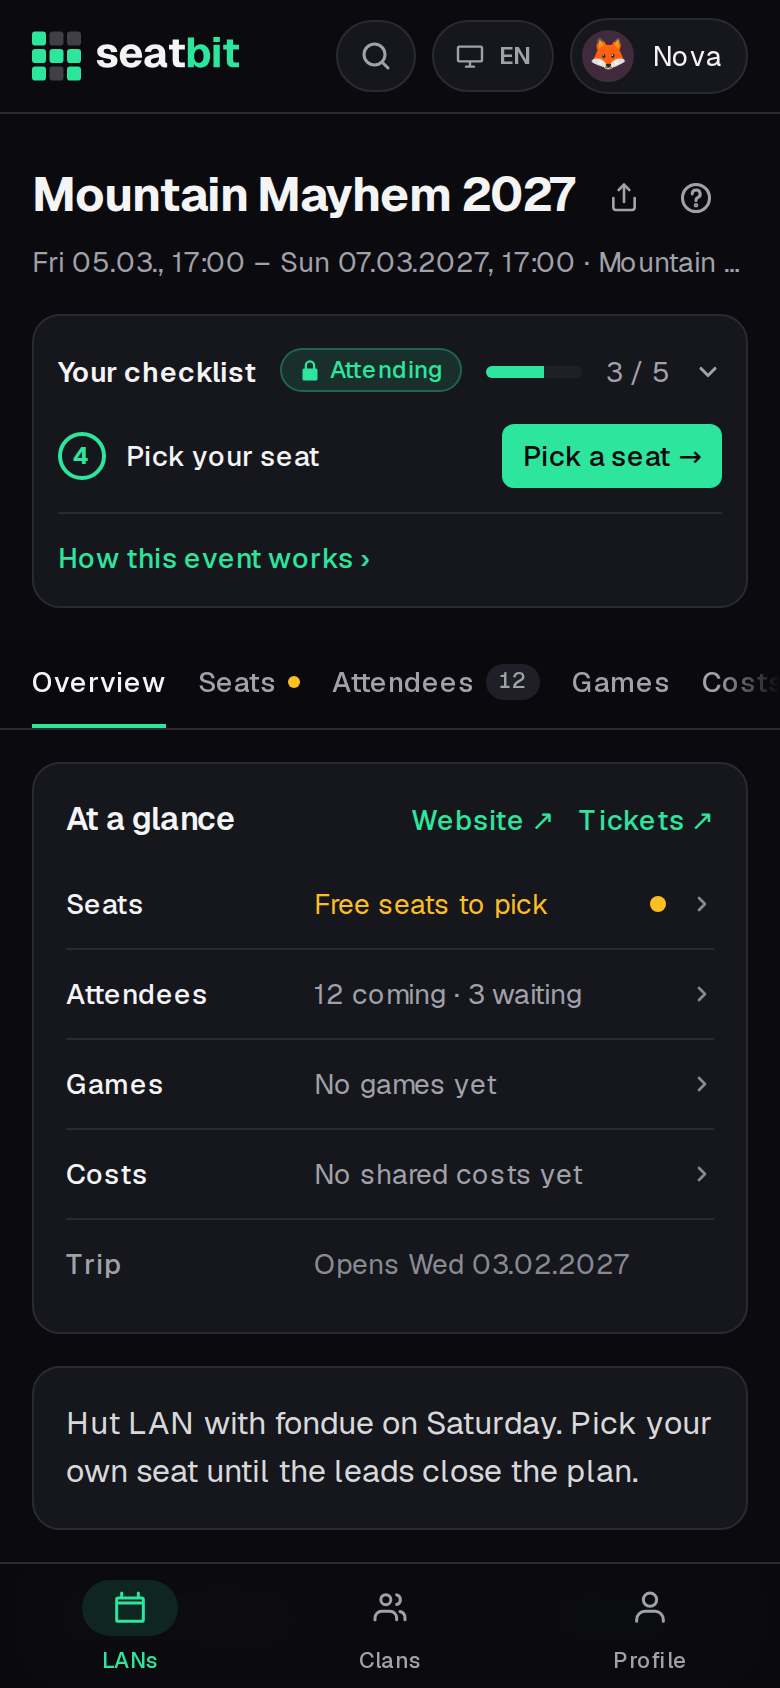 seatbit
EN
Nova
Mountain Mayhem 2027
Fri 05.03., 17:00 – Sun 07.03.2027, 17:00 · Mountain ...
Your checklist
Attending
3 / 5
4
Pick your seat
Pick a seat →
How this event works ›
Overview
Seats
Attendees 12
Games
Costs
At a glance
Website ↗
Tickets ↗
Seats
Free seats to pick
Attendees
12 coming · 3 waiting
Games
No games yet
Costs
No shared costs yet
Trip
Opens Wed 03.02.2027
Hut LAN with fondue on Saturday. Pick your
own seat until the leads close the plan.
LANs
Clans
Profile